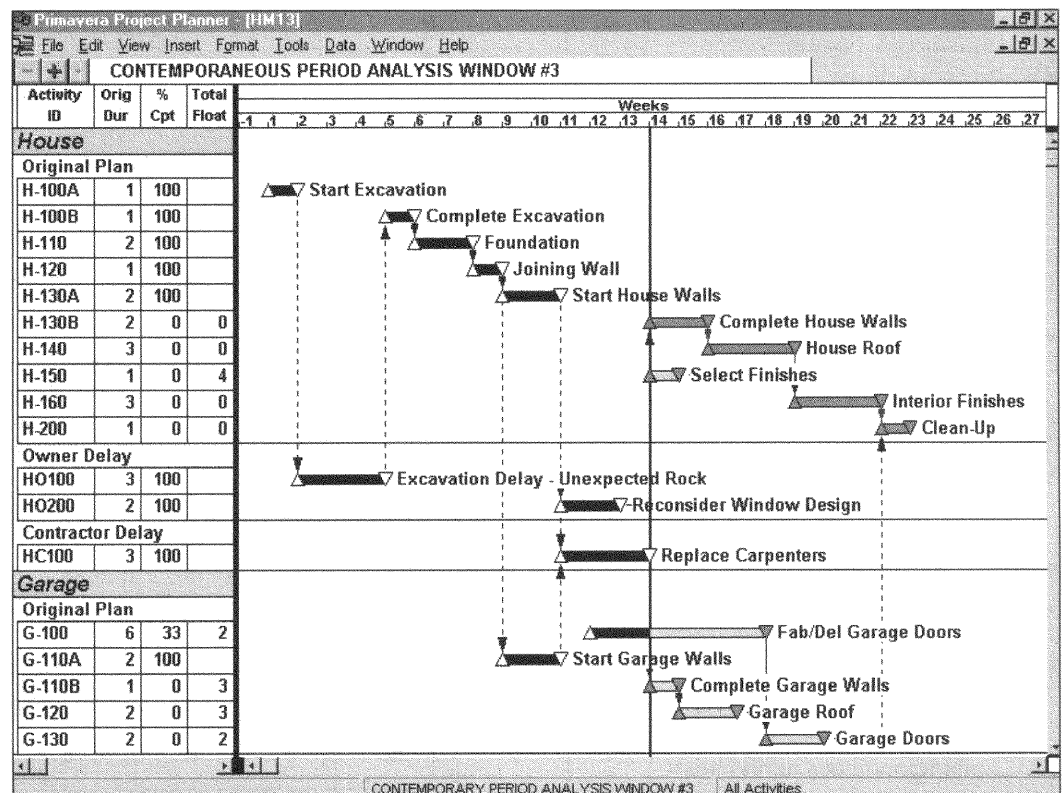 Primavera Project Planner - [HM13]
File Edit View Insert Format Tools Data Window Help
CONTEMPORANEOUS PERIOD ANALYSIS WINDOW #3
Activity Orig % Total
ID Dur Cpt Float
Weeks
-1 1 2 3 4 5 6 7 8 9 10 11 12 13 14 15 16 17 18 19 20 21 22 23 24 25 26 27
House
Original Plan
H-100A 1 100 Start Excavation
H-100B 1 100 Complete Excavation
H-110 2 100 Foundation
H-120 1 100 Joining Wall
H-130A 2 100 Start House Walls
H-130B 2 0 0 Complete House Walls
H-140 3 0 0 House Roof
H-150 1 0 4 Select Finishes
H-160 3 0 0 Interior Finishes
H-200 1 0 0 Clean-Up
Owner Delay
HO100 3 100 Excavation Delay - Unexpected Rock
HO200 2 100 Reconsider Window Design
Contractor Delay
HC100 3 100 Replace Carpenters
Garage
Original Plan
G-100 6 33 2 Fab/Del Garage Doors
G-110A 2 100 Start Garage Walls
G-110B 1 0 3 Complete Garage Walls
G-120 2 0 3 Garage Roof
G-130 2 0 2 Garage Doors
CONTEMPORARY PERIOD ANALYSIS WINDOW #3 All Activities